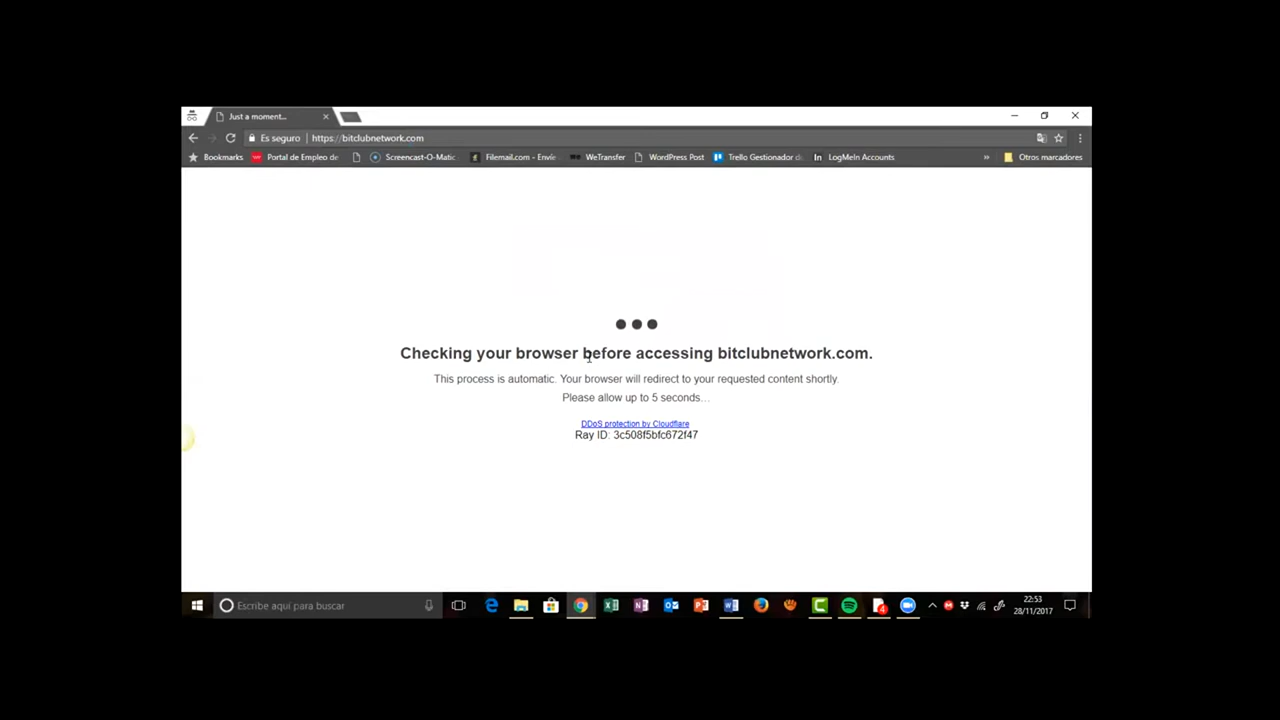 Just a moment...
Es seguro https://bitclubnetwork.com
Bookmarks Portal de Empleo de Screencast-O-Matic Filemail.com - Envíe WeTransfer WordPress Post Trello Gestionador du LogMeIn Accounts » Otros marcadores
Checking your browser before accessing bitclubnetwork.com.
This process is automatic. Your browser will redirect to your requested content shortly.
Please allow up to 5 seconds…
DDoS protection by Cloudflare
Ray ID: 3c508f5bfc672f47
Escribe aquí para buscar
22:53
28/11/2017